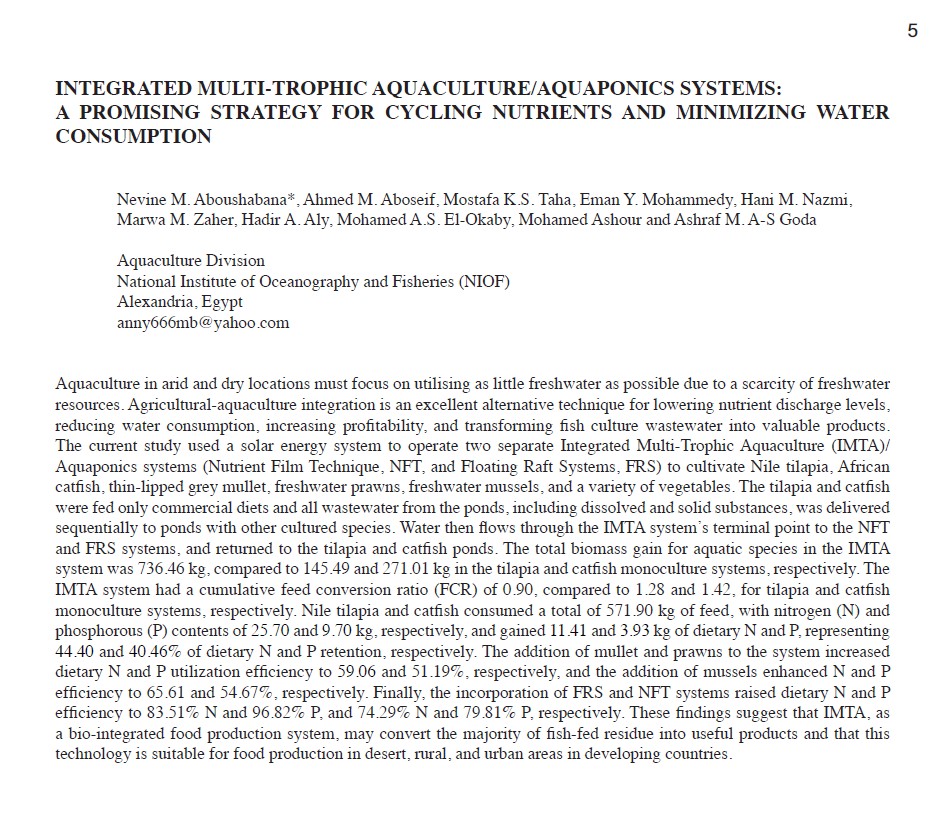 5
INTEGRATED MULTI-TROPHIC AQUACULTURE/AQUAPONICS SYSTEMS:
A PROMISING STRATEGY FOR CYCLING NUTRIENTS AND MINIMIZING WATER
CONSUMPTION
Nevine M. Aboushabana*, Ahmed M. Aboseif, Mostafa K.S. Taha, Eman Y. Mohammedy, Hani M. Nazmi,
Marwa M. Zaher, Hadir A. Aly, Mohamed A.S. El-Okaby, Mohamed Ashour and Ashraf M. A-S Goda
Aquaculture Division
National Institute of Oceanography and Fisheries (NIOF)
Alexandria, Egypt
anny666mb@yahoo.com
Aquaculture in arid and dry locations must focus on utilising as little freshwater as possible due to a scarcity of freshwater
resources. Agricultural-aquaculture integration is an excellent alternative technique for lowering nutrient discharge levels,
reducing water consumption, increasing profitability, and transforming fish culture wastewater into valuable products.
The current study used a solar energy system to operate two separate Integrated Multi-Trophic Aquaculture (IMTA)/
Aquaponics systems (Nutrient Film Technique, NFT, and Floating Raft Systems, FRS) to cultivate Nile tilapia, African
catfish, thin-lipped grey mullet, freshwater prawns, freshwater mussels, and a variety of vegetables. The tilapia and catfish
were fed only commercial diets and all wastewater from the ponds, including dissolved and solid substances, was delivered
sequentially to ponds with other cultured species. Water then flows through the IMTA system's terminal point to the NFT
and FRS systems, and returned to the tilapia and catfish ponds. The total biomass gain for aquatic species in the IMTA
system was 736.46 kg, compared to 145.49 and 271.01 kg in the tilapia and catfish monoculture systems, respectively. The
IMTA system had a cumulative feed conversion ratio (FCR) of 0.90, compared to 1.28 and 1.42, for tilapia and catfish
monoculture systems, respectively. Nile tilapia and catfish consumed a total of 571.90 kg of feed, with nitrogen (N) and
phosphorous (P) contents of 25.70 and 9.70 kg, respectively, and gained 11.41 and 3.93 kg of dietary N and P, representing
44.40 and 40.46% of dietary N and P retention, respectively. The addition of mullet and prawns to the system increased
dietary N and P utilization efficiency to 59.06 and 51.19%, respectively, and the addition of mussels enhanced N and P
efficiency to 65.61 and 54.67%, respectively. Finally, the incorporation of FRS and NFT systems raised dietary N and P
efficiency to 83.51% N and 96.82% P, and 74.29% N and 79.81% P, respectively. These findings suggest that IMTA, as
a bio-integrated food production system, may convert the majority of fish-fed residue into useful products and that this
technology is suitable for food production in desert, rural, and urban areas in developing countries.